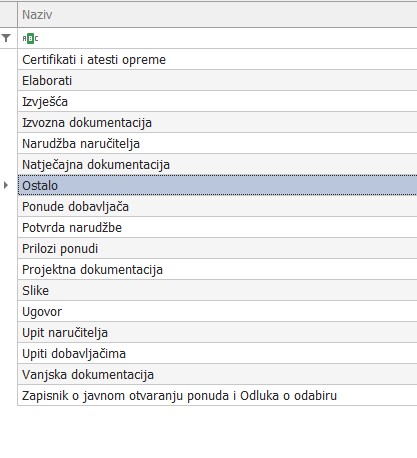 Naziv
ABC
Certifikati i atesti opreme
Elaborati
Izvješća
Izvozna dokumentacija
Narudžba naručitelja
Natječajna dokumentacija
Ostalo
Ponude dobavljača
Potvrda narudžbe
Prilozi ponudi
Projektna dokumentacija
Slike
Ugovor
Upit naručitelja
Upiti dobavljačima
Vanjska dokumentacija
Zapisnik o javnom otvaranju ponuda i Odluka o odabiru